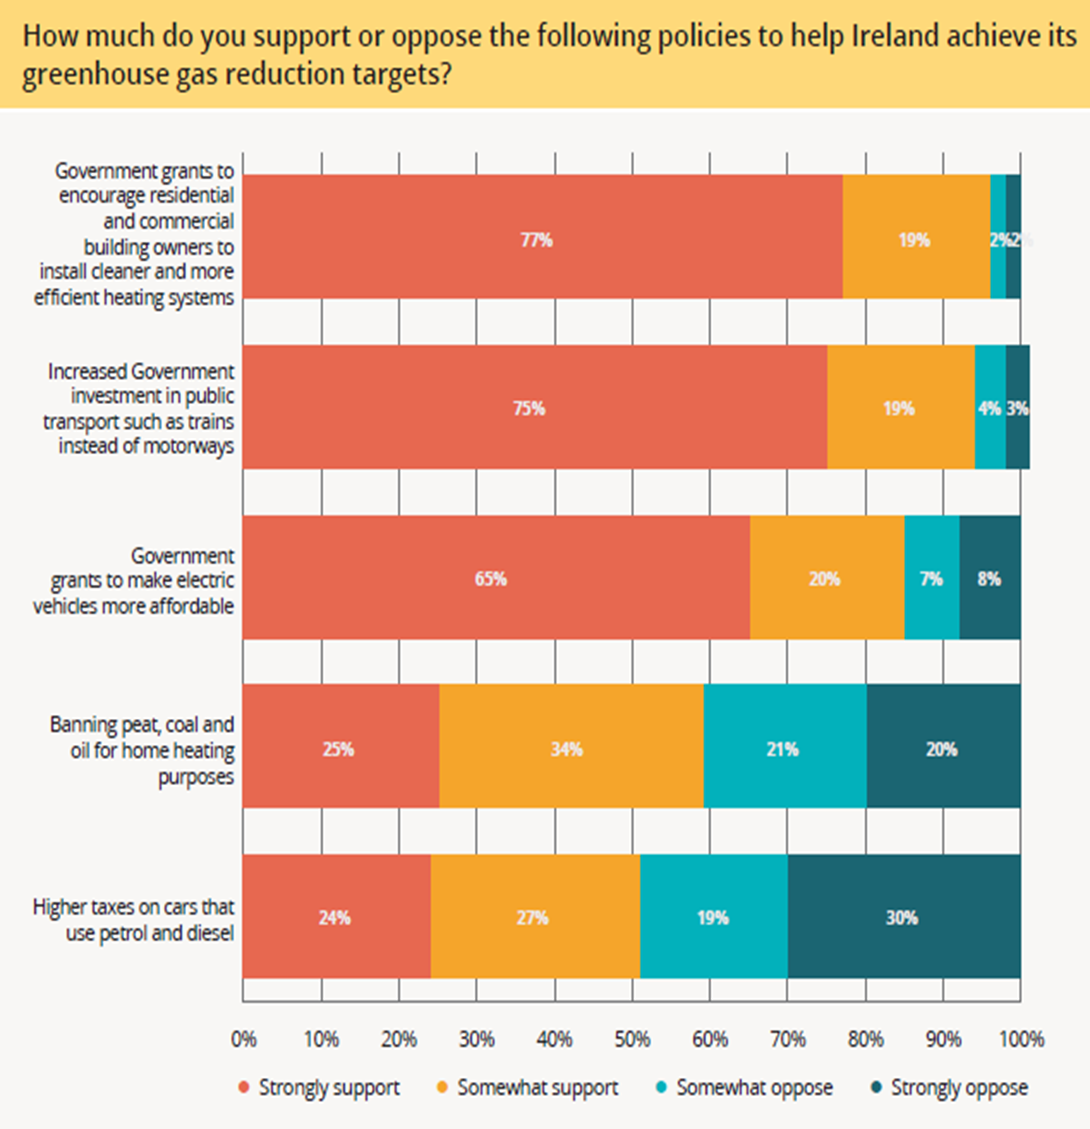 How much do you support or oppose the following policies to help Ireland achieve its
greenhouse gas reduction targets?
Government grants to
encourage residential
and commercial
building owners to
install cleaner and more
efficient heating systems
77% 19% 2% 2%
Increased Government
investment in public
transport such as trains
instead of motorways
75% 19% 4% 3%
Government
grants to make electric
vehicles more affordable
65% 20% 7% 8%
Banning peat, coal and
oil for home heating
purposes
25% 34% 21% 20%
Higher taxes on cars that
use petrol and diesel
24% 27% 19% 30%
0% 10% 20% 30% 40% 50% 60% 70% 80% 90% 100%
Strongly support Somewhat support Somewhat oppose Strongly oppose